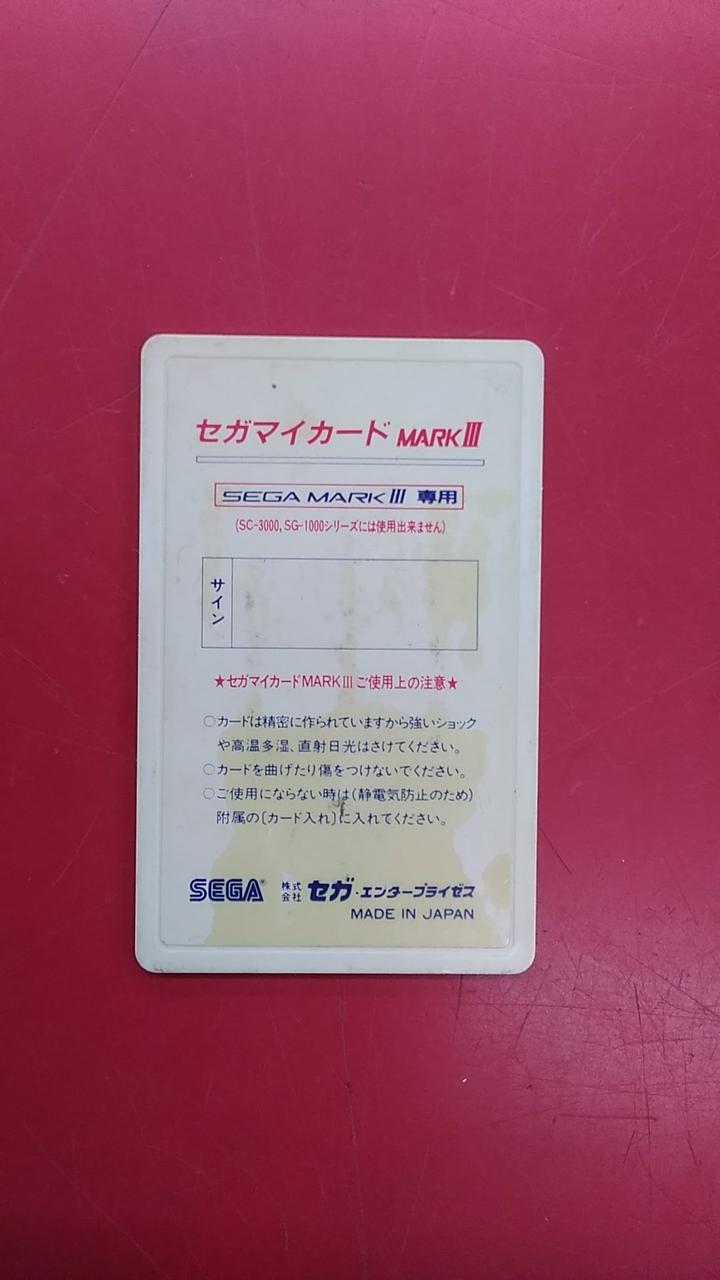 セガマイカード MARK III
SEGA MARK III 専用
(SC-3000, SG-1000シリーズには使用出来ません)
サイン
★セガマイカードMARK III ご使用上の注意★
○カードは精密に作られていますから強いショック
や高温多湿、直射日光はさけてください。
○カードを曲げたり傷をつけないでください。
○ご使用にならない時は(静電気防止のため)
附属の〔カード入れ〕に入れてください。
SEGA® 株式会社 セガ・エンタープライゼス
MADE IN JAPAN